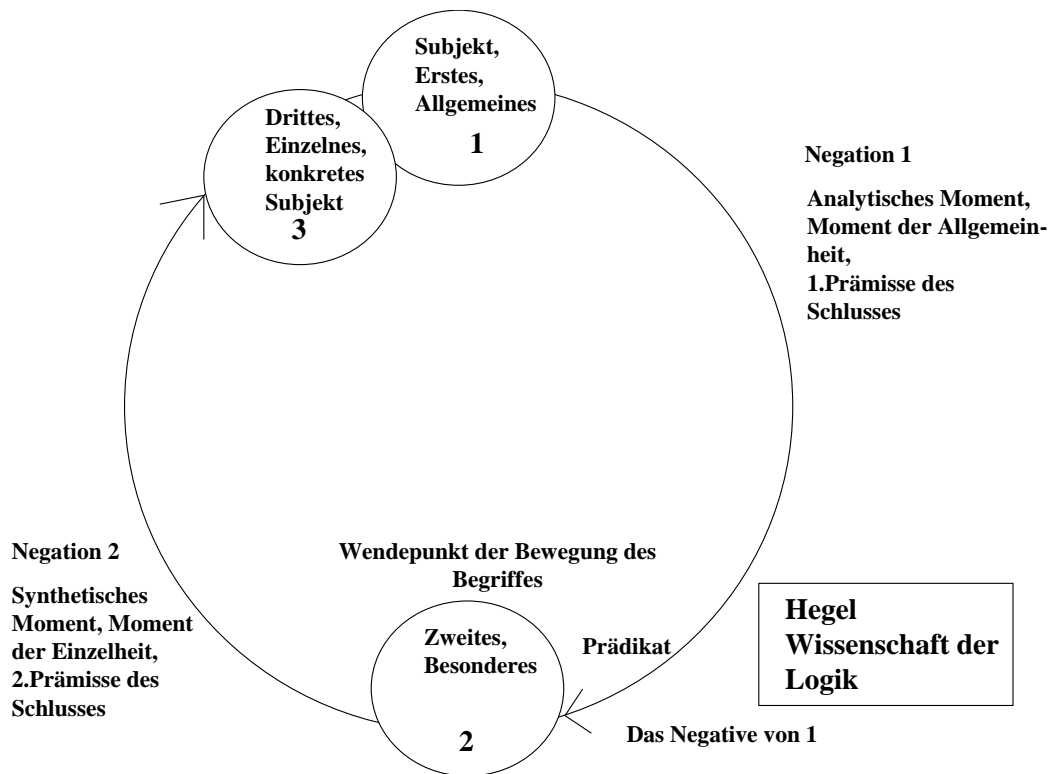 Subjekt,
Erstes,
Allgemeines
1
Drittes,
Einzelnes,
konkretes
Subjekt
3
Negation 1
Analytisches Moment,
Moment der Allgemein-
heit,
1.Prämisse des
Schlusses
Negation 2
Synthetisches
Moment, Moment
der Einzelheit,
2.Prämisse des
Schlusses
Wendepunkt der Bewegung des
Begriffes
Zweites,
Besonderes
2
Prädikat
Das Negative von 1
Hegel
Wissenschaft der
Logik